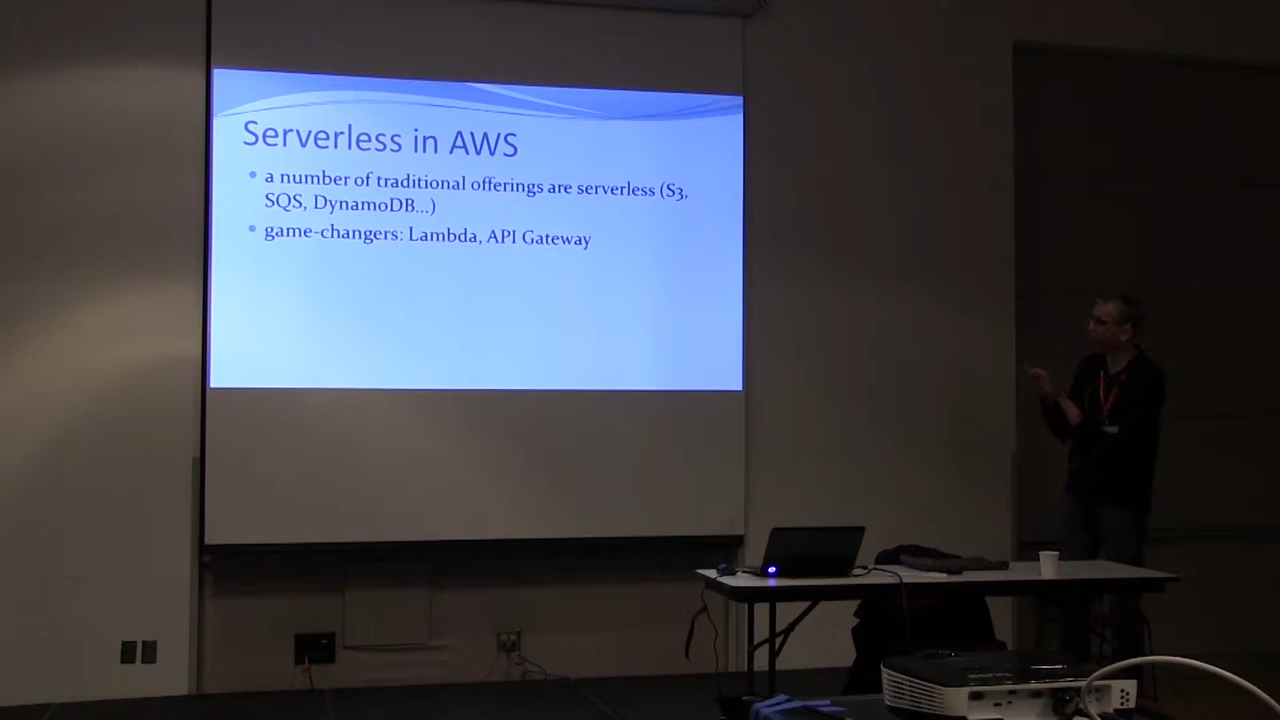 Serverless in AWS
a number of traditional offerings are serverless (S3,
SQS, DynamoDB...)
game-changers: Lambda, API Gateway